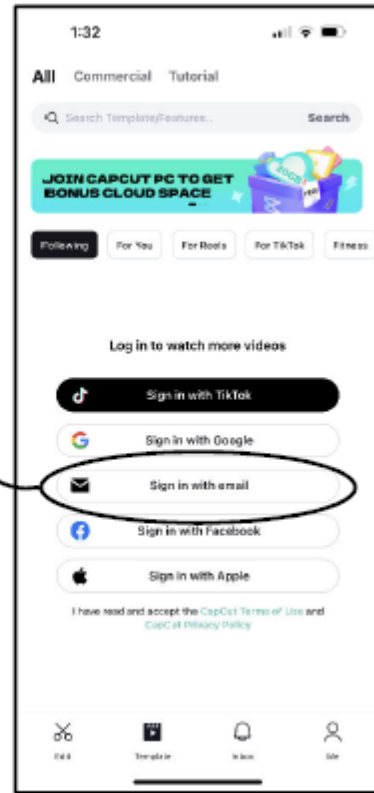 1:32
All Commercial Tutorial
Search Template/Features.. Search
JOIN CAPCUT PC TO GET
BONUS CLOUD SPACE
Following For You For Reels For TikTok Fitness
Log in to watch more videos
Sign in with TikTok
Sign in with Google
Sign in with email
Sign in with Facebook
Sign in with Apple
I have read and accept the CapCut Terms of Use and
CapCut Privacy Policy
Edit Template Inbox Me